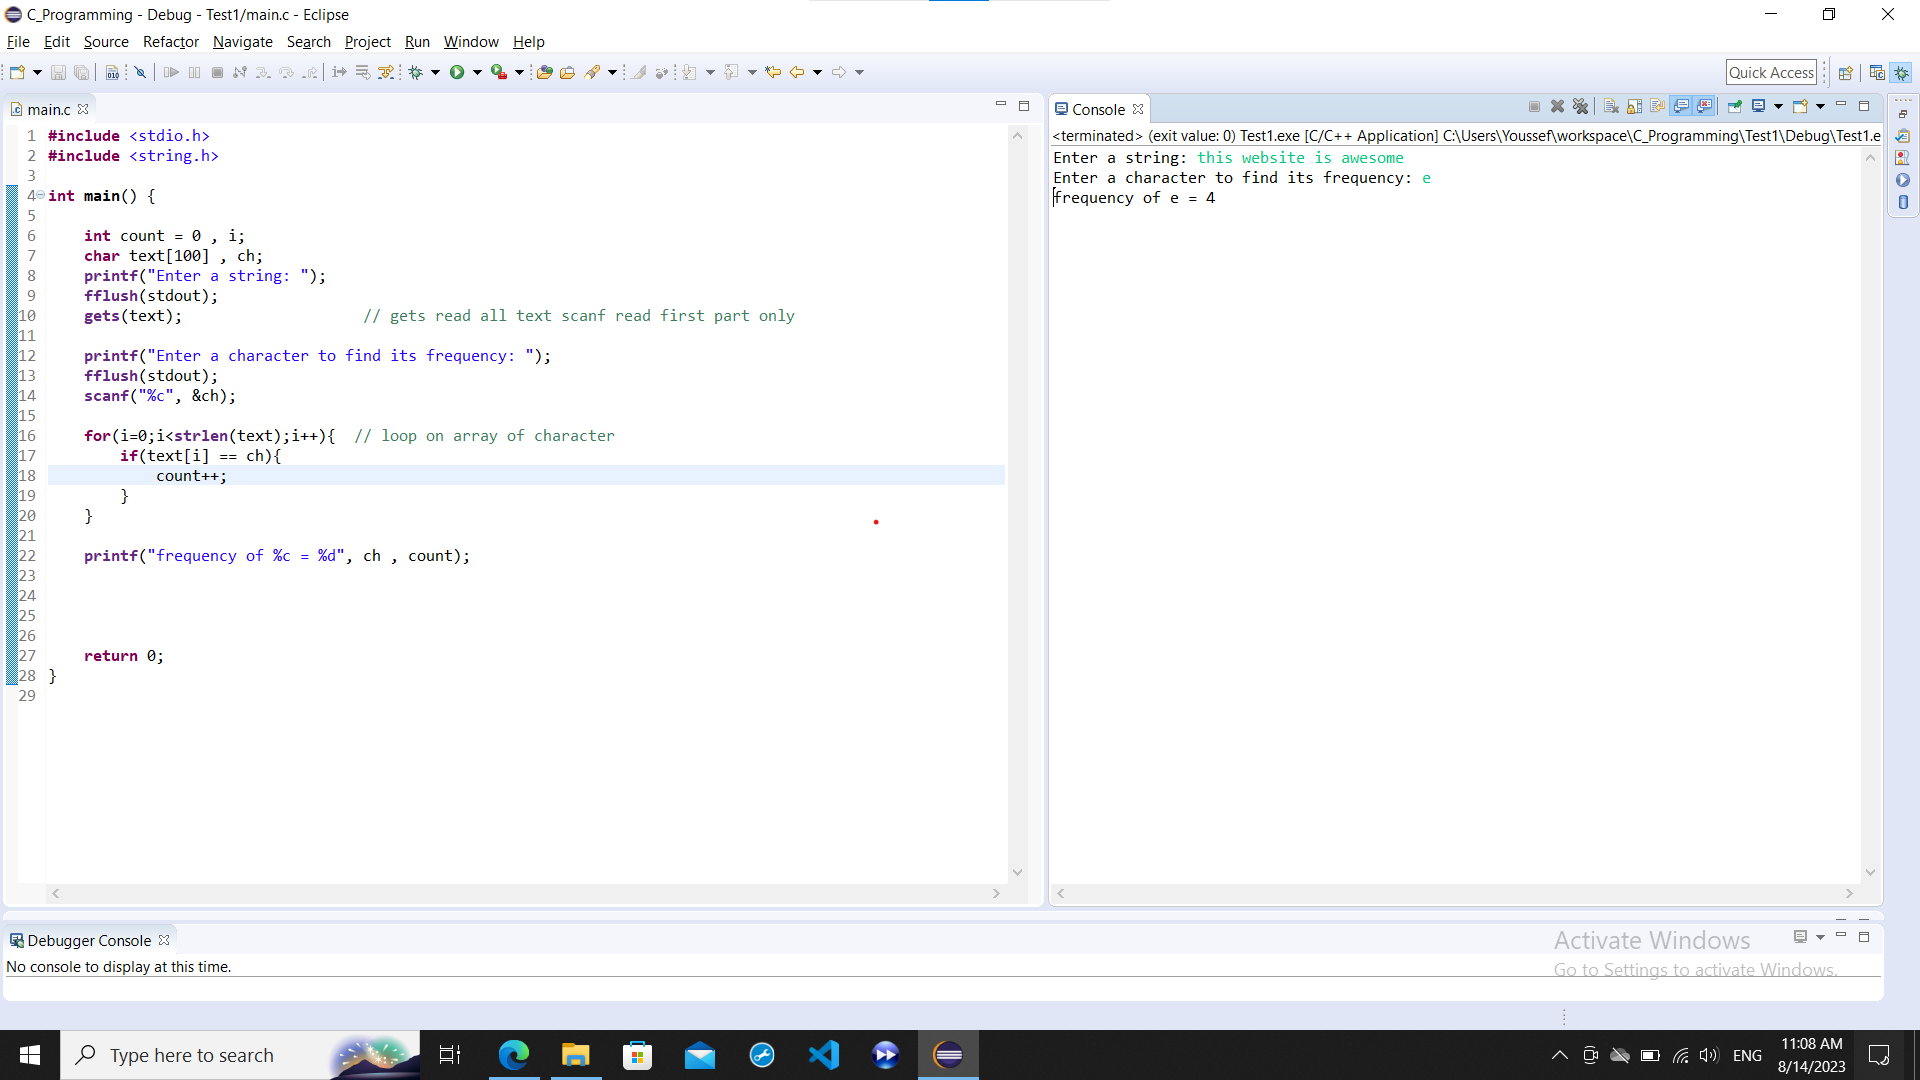 C_Programming - Debug - Test1/main.c - Eclipse
File Edit Source Refactor Navigate Search Project Run Window Help
Quick Access
main.c
1 #include <stdio.h>
2 #include <string.h>
3
4 int main() {
5
6 int count = 0 , i;
7 char text[100] , ch;
8 printf("Enter a string: ");
9 fflush(stdout);
10 gets(text); // gets read all text scanf read first part only
11
12 printf("Enter a character to find its frequency: ");
13 fflush(stdout);
14 scanf("%c", &ch);
15
16 for(i=0;i<strlen(text);i++){ // loop on array of character
17 if(text[i] == ch){
18 count++;
19 }
20 }
21
22 printf("frequency of %c = %d", ch , count);
23
24
25
26
27 return 0;
28 }
29
Console
<terminated> (exit value: 0) Test1.exe [C/C++ Application] C:\Users\Youssef\workspace\C_Programming\Test1\Debug\Test1.e
Enter a string: this website is awesome
Enter a character to find its frequency: e
frequency of e = 4
Debugger Console
No console to display at this time.
Activate Windows
Go to Settings to activate Windows.
Type here to search
ENG
11:08 AM
8/14/2023